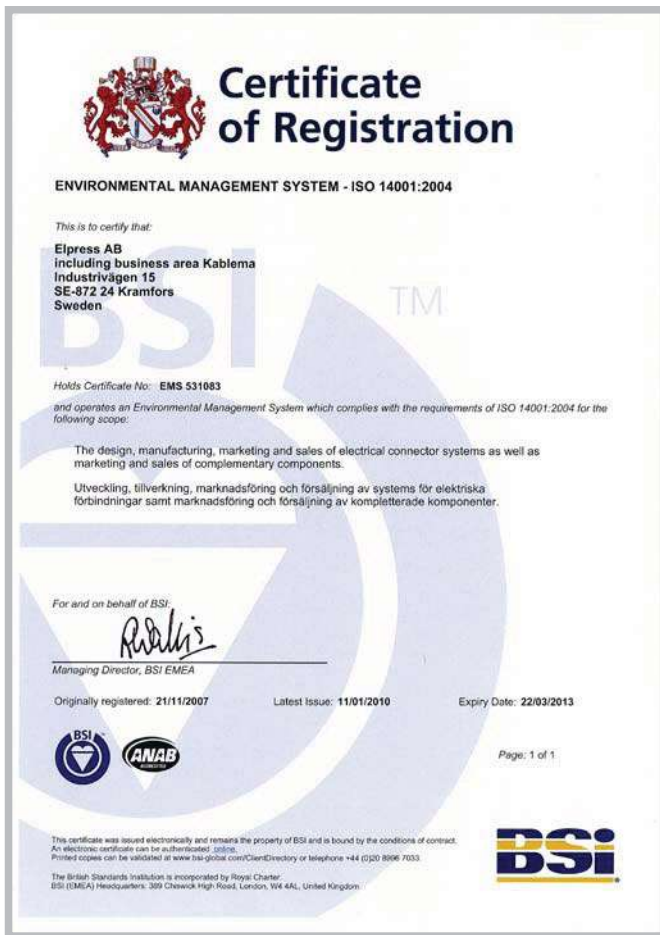 Certificate
of Registration
ENVIRONMENTAL MANAGEMENT SYSTEM - ISO 14001:2004
This is to certify that:
Elpress AB
including business area Kablema
Industrivägen 15
SE-872 24 Kramfors
Sweden
BSI
TM
Holds Certificate No: EMS 531083
and operates an Environmental Management System which complies with the requirements of ISO 14001:2004 for the
following scope:
The design, manufacturing, marketing and sales of electrical connector systems as well as
marketing and sales of complementary components.
Utveckling, tillverkning, marknadsföring och försäljning av systems för elektriska
förbindningar samt marknadsföring och försäljning av kompletterade komponenter.
For and on behalf of BSI:
Managing Director, BSI EMEA
Originally registered: 21/11/2007 Latest Issue: 11/01/2010 Expiry Date: 22/03/2013
BSI
ANAB
ACCREDITED
Page: 1 of 1
This certificate was issued electronically and remains the property of BSI and is bound by the conditions of contract.
An electronic certificate can be authenticated online.
Printed copies can be validated at www.bsi-global.com/ClientDirectory or telephone +44 (0)20 8996 7033.
The British Standards Institution is incorporated by Royal Charter.
BSI (EMEA) Headquarters: 389 Chiswick High Road, London, W4 4AL, United Kingdom.
BSi